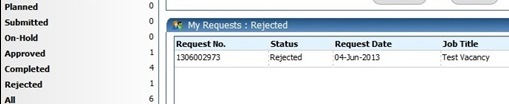 Planned 0
Submitted 0
On-Hold 0
Approved 1
Completed 4
Rejected 1
All 6
My Requests : Rejected
Request No. Status Request Date Job Title
1306002973 Rejected 04-Jun-2013 Test Vacancy